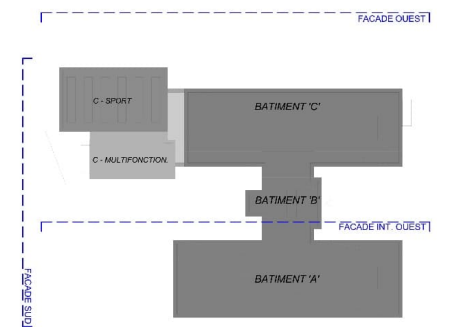 FACADE OUEST
C - SPORT
BATIMENT 'C'
C - MULTIFONCTION.
BATIMENT 'B'
FACADE INT. OUEST
BATIMENT 'A'
FACADE SUD